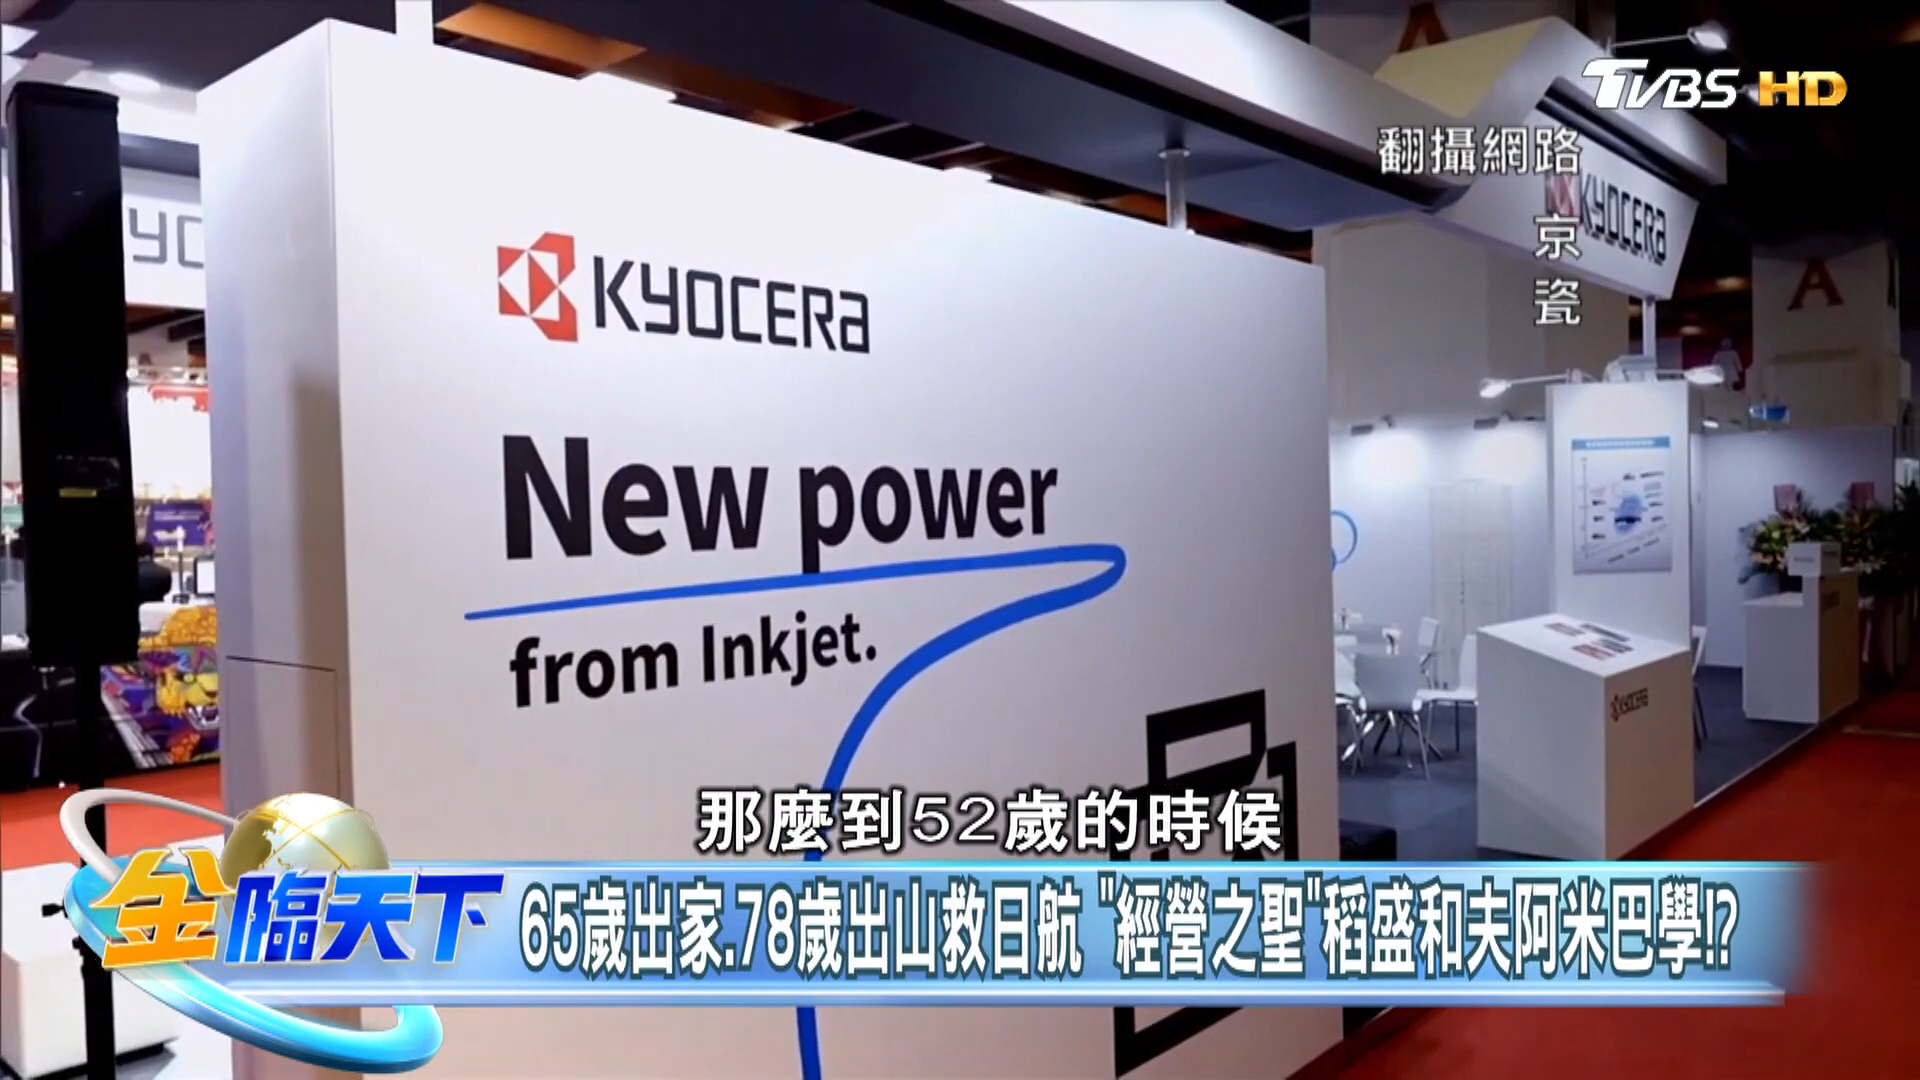 TVBS HD
翻攝網路
京瓷
KYOCERA
KYOCERA
New power
from Inkjet.
KYOCERA
A
A
那麼到52歲的時候
金臨天下
65歲出家.78歲出山救日航 "經營之聖"稻盛和夫阿米巴學!?